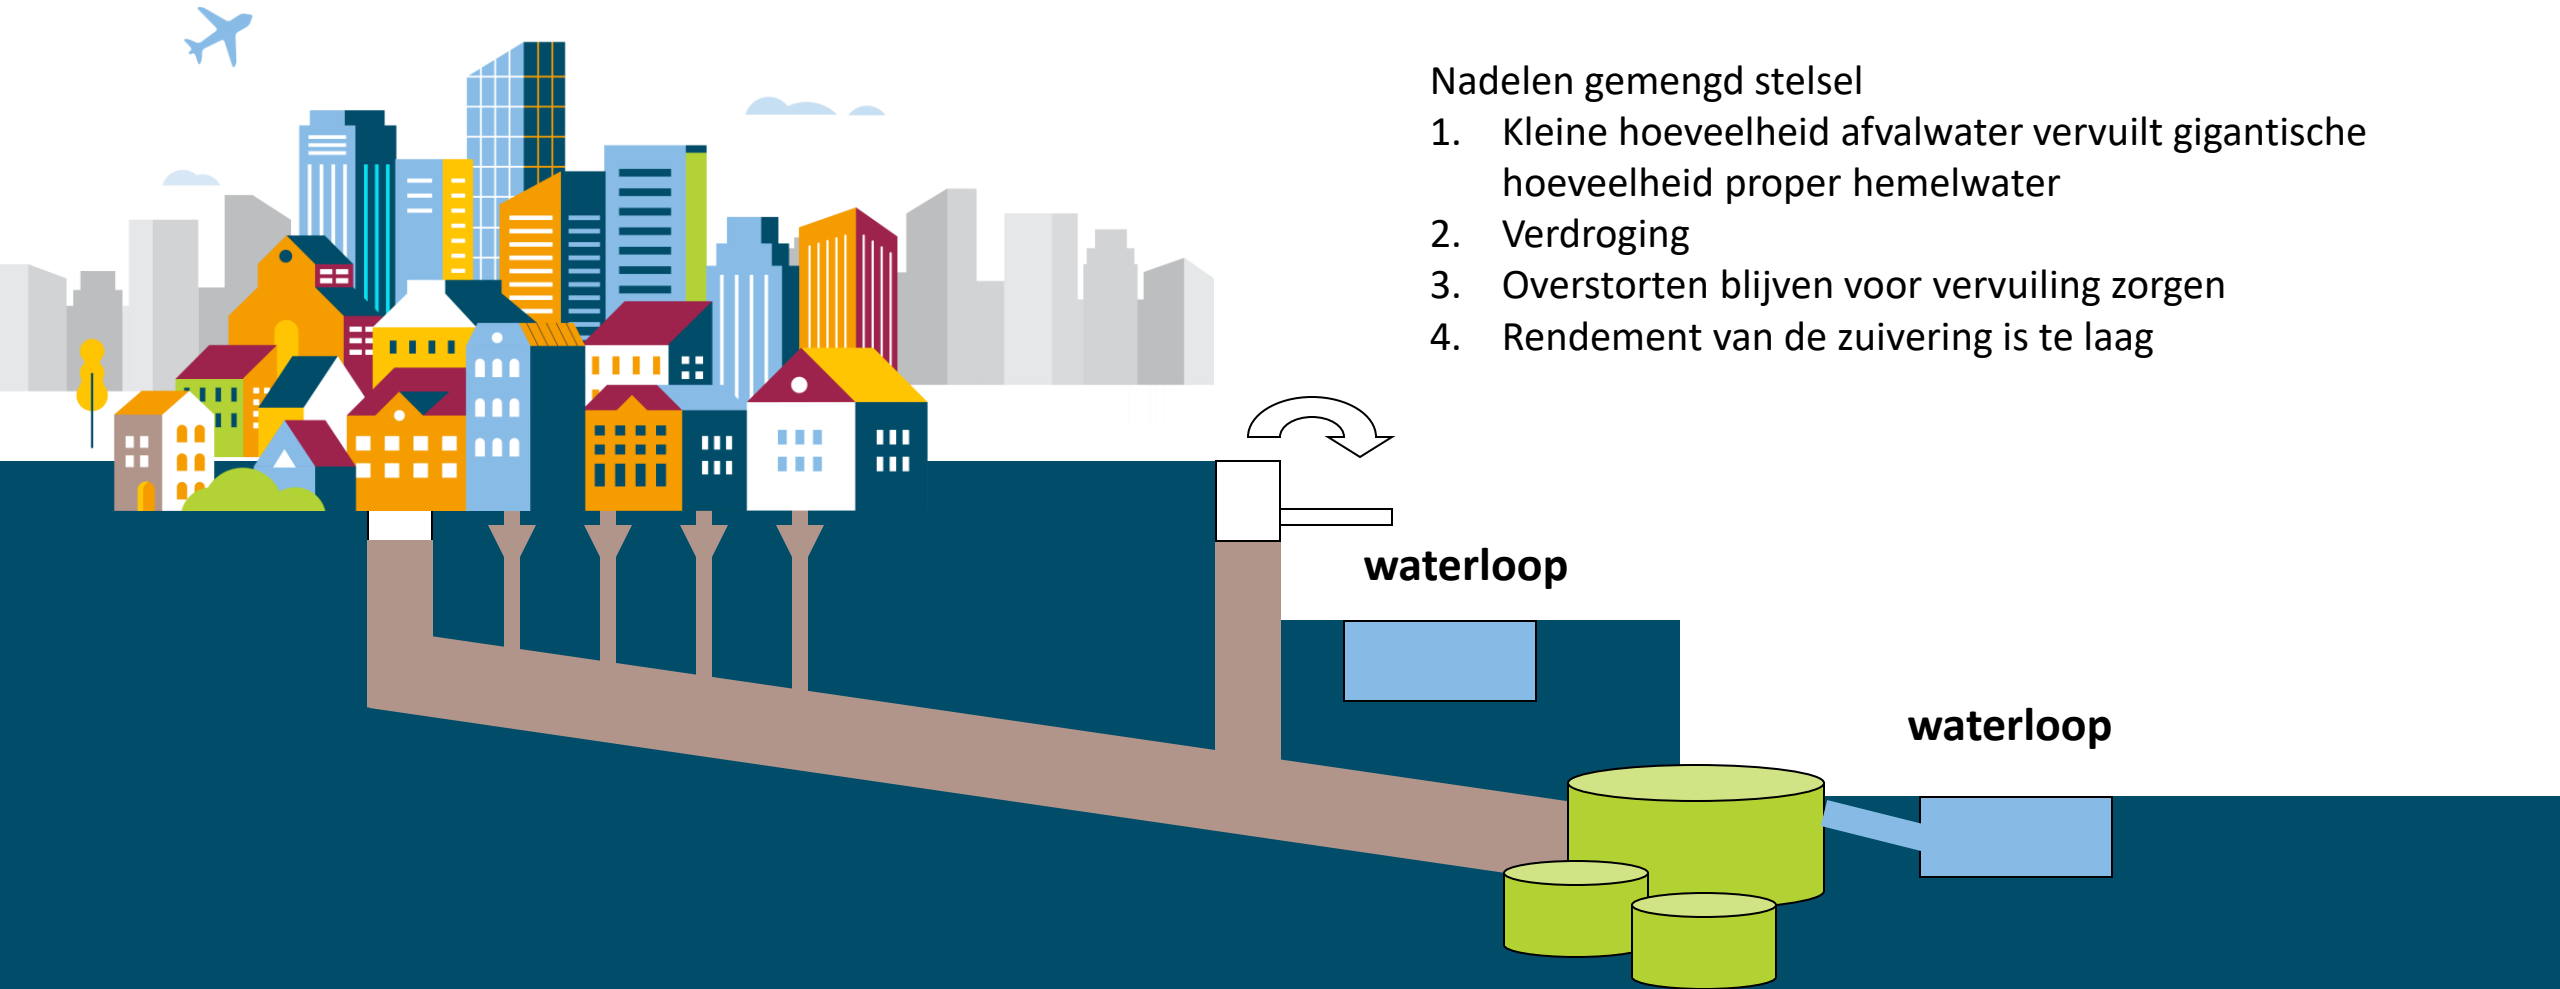 Nadelen gemengd stelsel
1. Kleine hoeveelheid afvalwater vervuilt gigantische
hoeveelheid proper hemelwater
2. Verdroging
3. Overstorten blijven voor vervuiling zorgen
4. Rendement van de zuivering is te laag
waterloop
waterloop